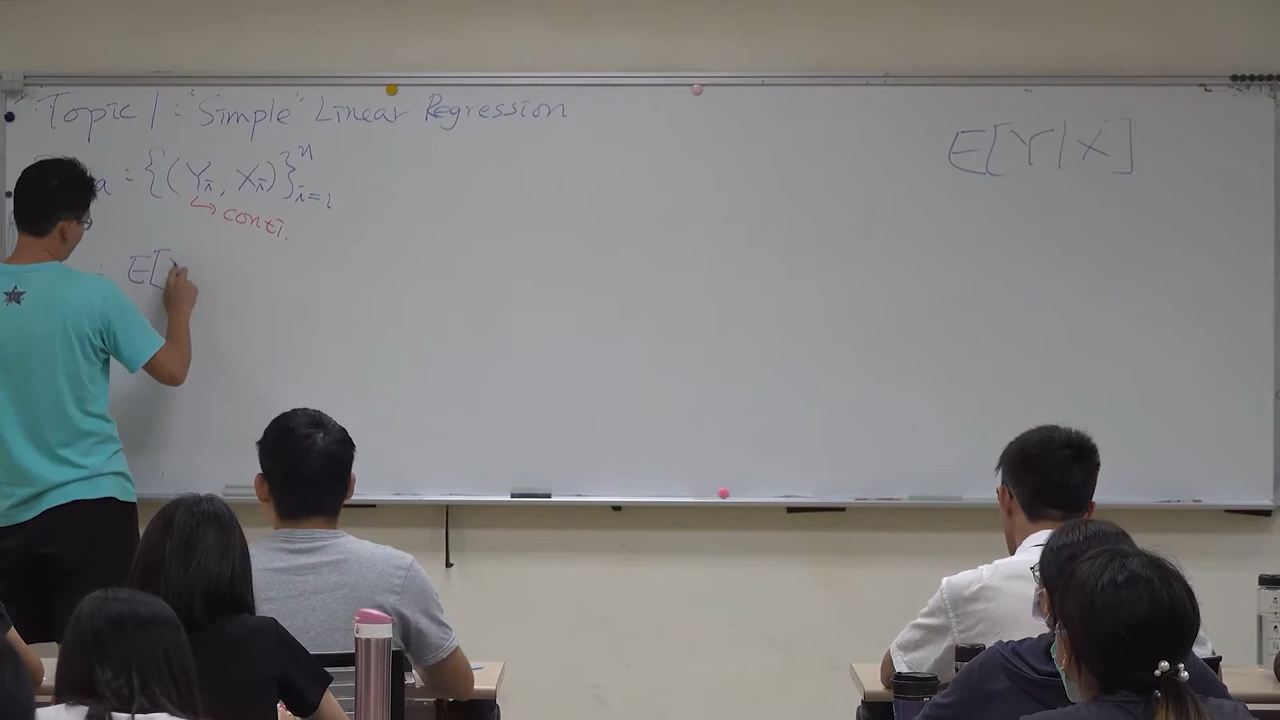 Topic 1 : "Simple" Linear Regression
a : {(Yi, Xi)}ⁿi=1
↳ conti.
: E[
E[Y|X]